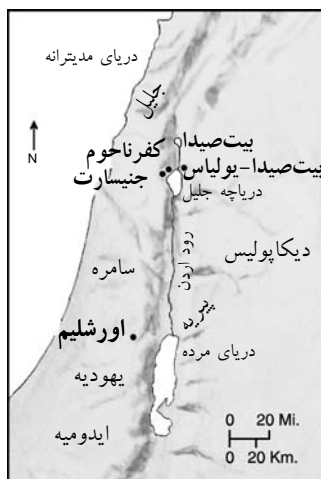 دریای مدیترانه
جلیل
N
بیت‌صیدا
کفرناحوم
بیت‌صیدا-یولیاس
جنیسارت
دریاچه جلیل
رود اردن
دیکاپولیس
سامره
پیریه
اورشلیم
دریای مرده
یهودیه
ایدومیه
0 20 Mi.
0 20 Km.